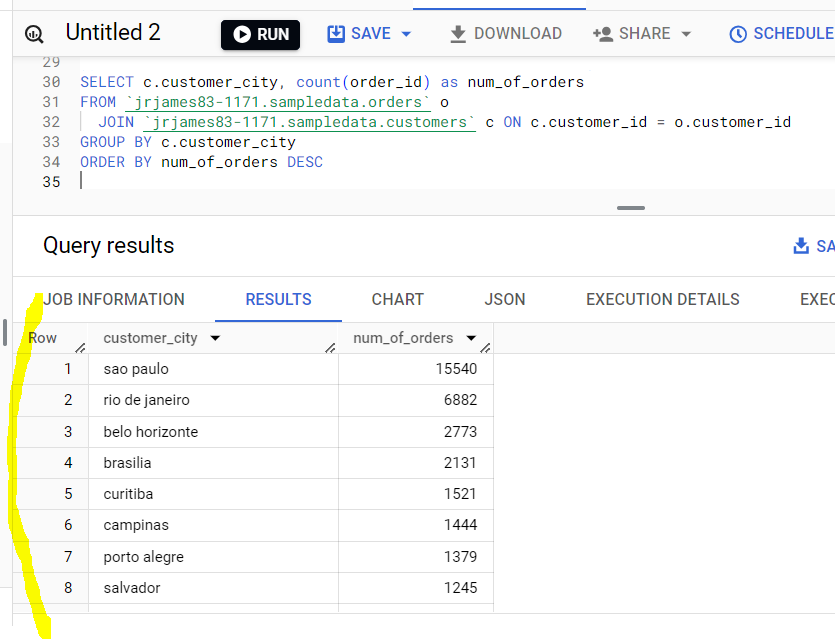 Untitled 2 RUN SAVE DOWNLOAD SHARE SCHEDULE
29
30 SELECT c.customer_city, count(order_id) as num_of_orders
31 FROM `jrjames83-1171.sampledata.orders` o
32 JOIN `jrjames83-1171.sampledata.customers` c ON c.customer_id = o.customer_id
33 GROUP BY c.customer_city
34 ORDER BY num_of_orders DESC
35
Query results SA
JOB INFORMATION RESULTS CHART JSON EXECUTION DETAILS EXEC
Row customer_city num_of_orders
1 sao paulo 15540
2 rio de janeiro 6882
3 belo horizonte 2773
4 brasilia 2131
5 curitiba 1521
6 campinas 1444
7 porto alegre 1379
8 salvador 1245